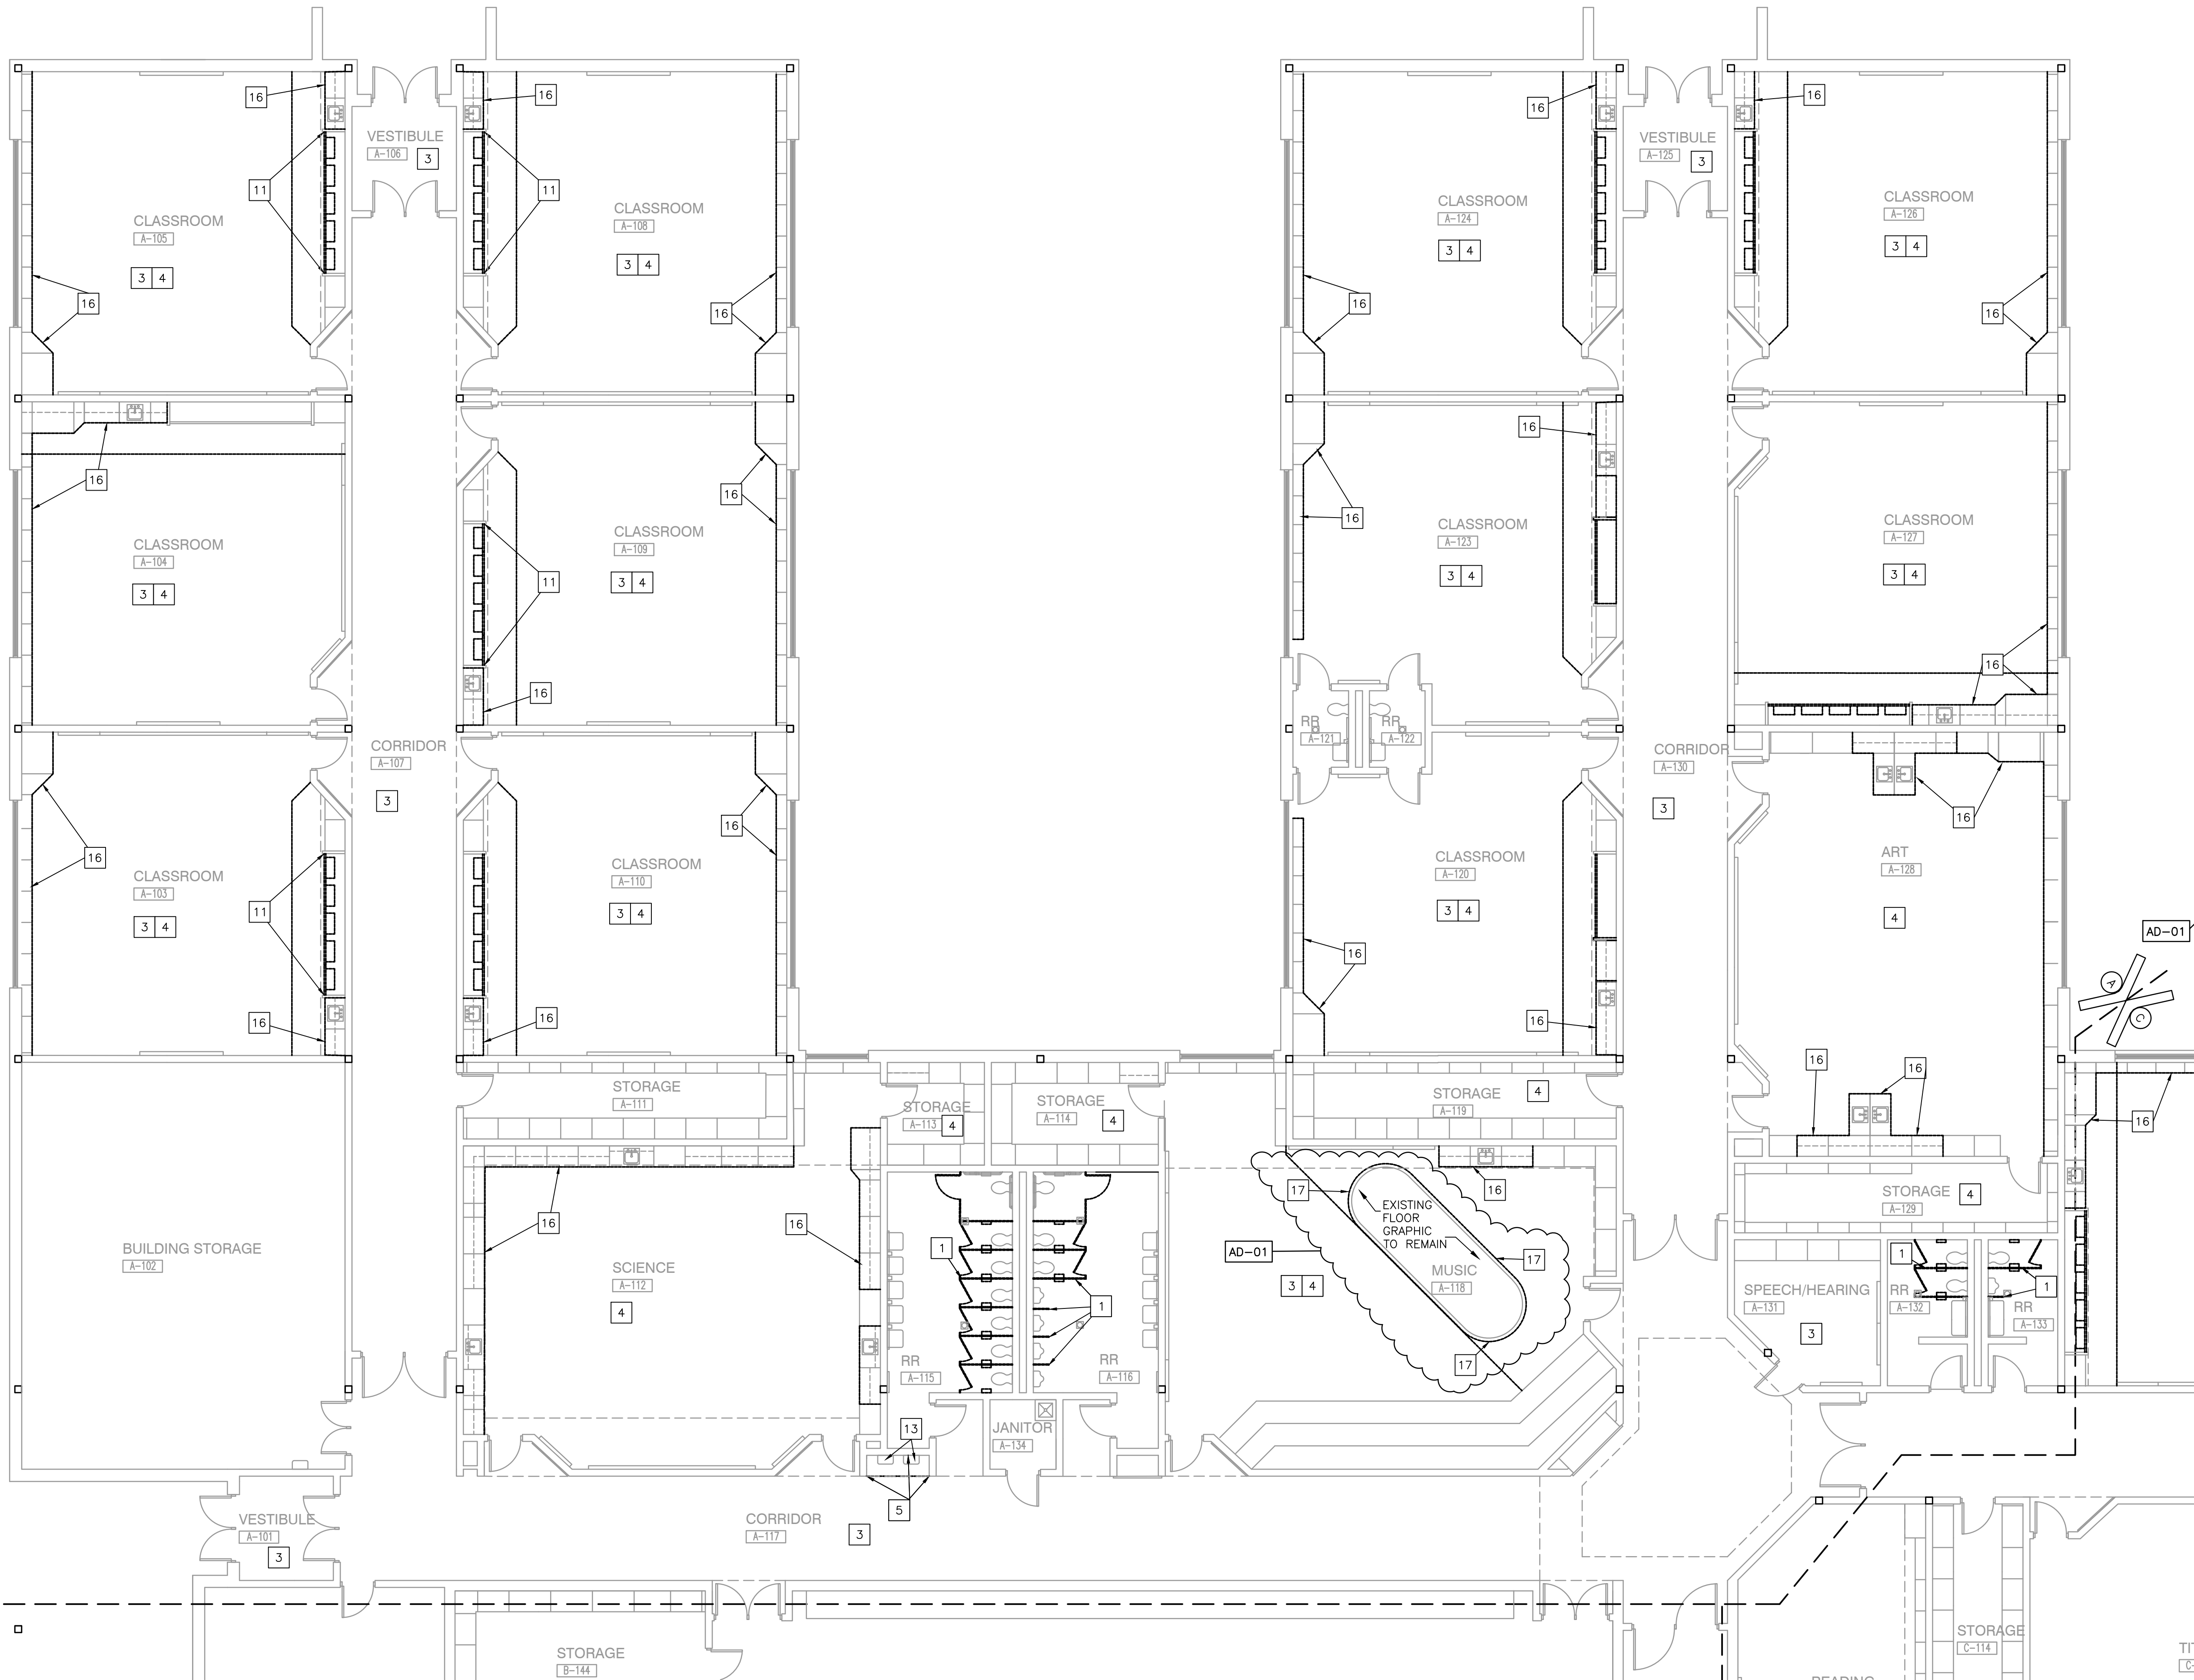 16
16
16
16
VESTIBULE
A-106
3
VESTIBULE
A-125
3
11
11
CLASSROOM
A-105
3 4
CLASSROOM
A-108
3 4
CLASSROOM
A-124
3 4
CLASSROOM
A-126
3 4
16
16
16
16
16
16
16
16
16
CLASSROOM
A-104
3 4
CLASSROOM
A-109
3 4
11
16
CLASSROOM
A-123
3 4
CLASSROOM
A-127
3 4
16
RR
A-121
RR
A-122
CORRIDOR
A-107
3
CORRIDOR
A-130
3
16
16
16
CLASSROOM
A-103
3 4
11
16
CLASSROOM
A-110
3 4
16
CLASSROOM
A-120
3 4
16
16
ART
A-128
4
AD-01
A
C
16
16
16
STORAGE
A-111
STORAGE
A-113
4
STORAGE
A-114
4
STORAGE
A-119
4
BUILDING STORAGE
A-102
16
16
SCIENCE
A-112
4
1
1
RR
A-115
RR
A-116
13
5
JANITOR
A-134
AD-01
17
EXISTING
FLOOR
GRAPHIC
TO REMAIN
16
17
MUSIC
A-118
3 4
17
STORAGE
A-129
4
SPEECH/HEARING
A-131
3
1
1
RR
A-132
RR
A-133
VESTIBULE
A-101
3
CORRIDOR
A-117
3
STORAGE
B-144
STORAGE
C-114